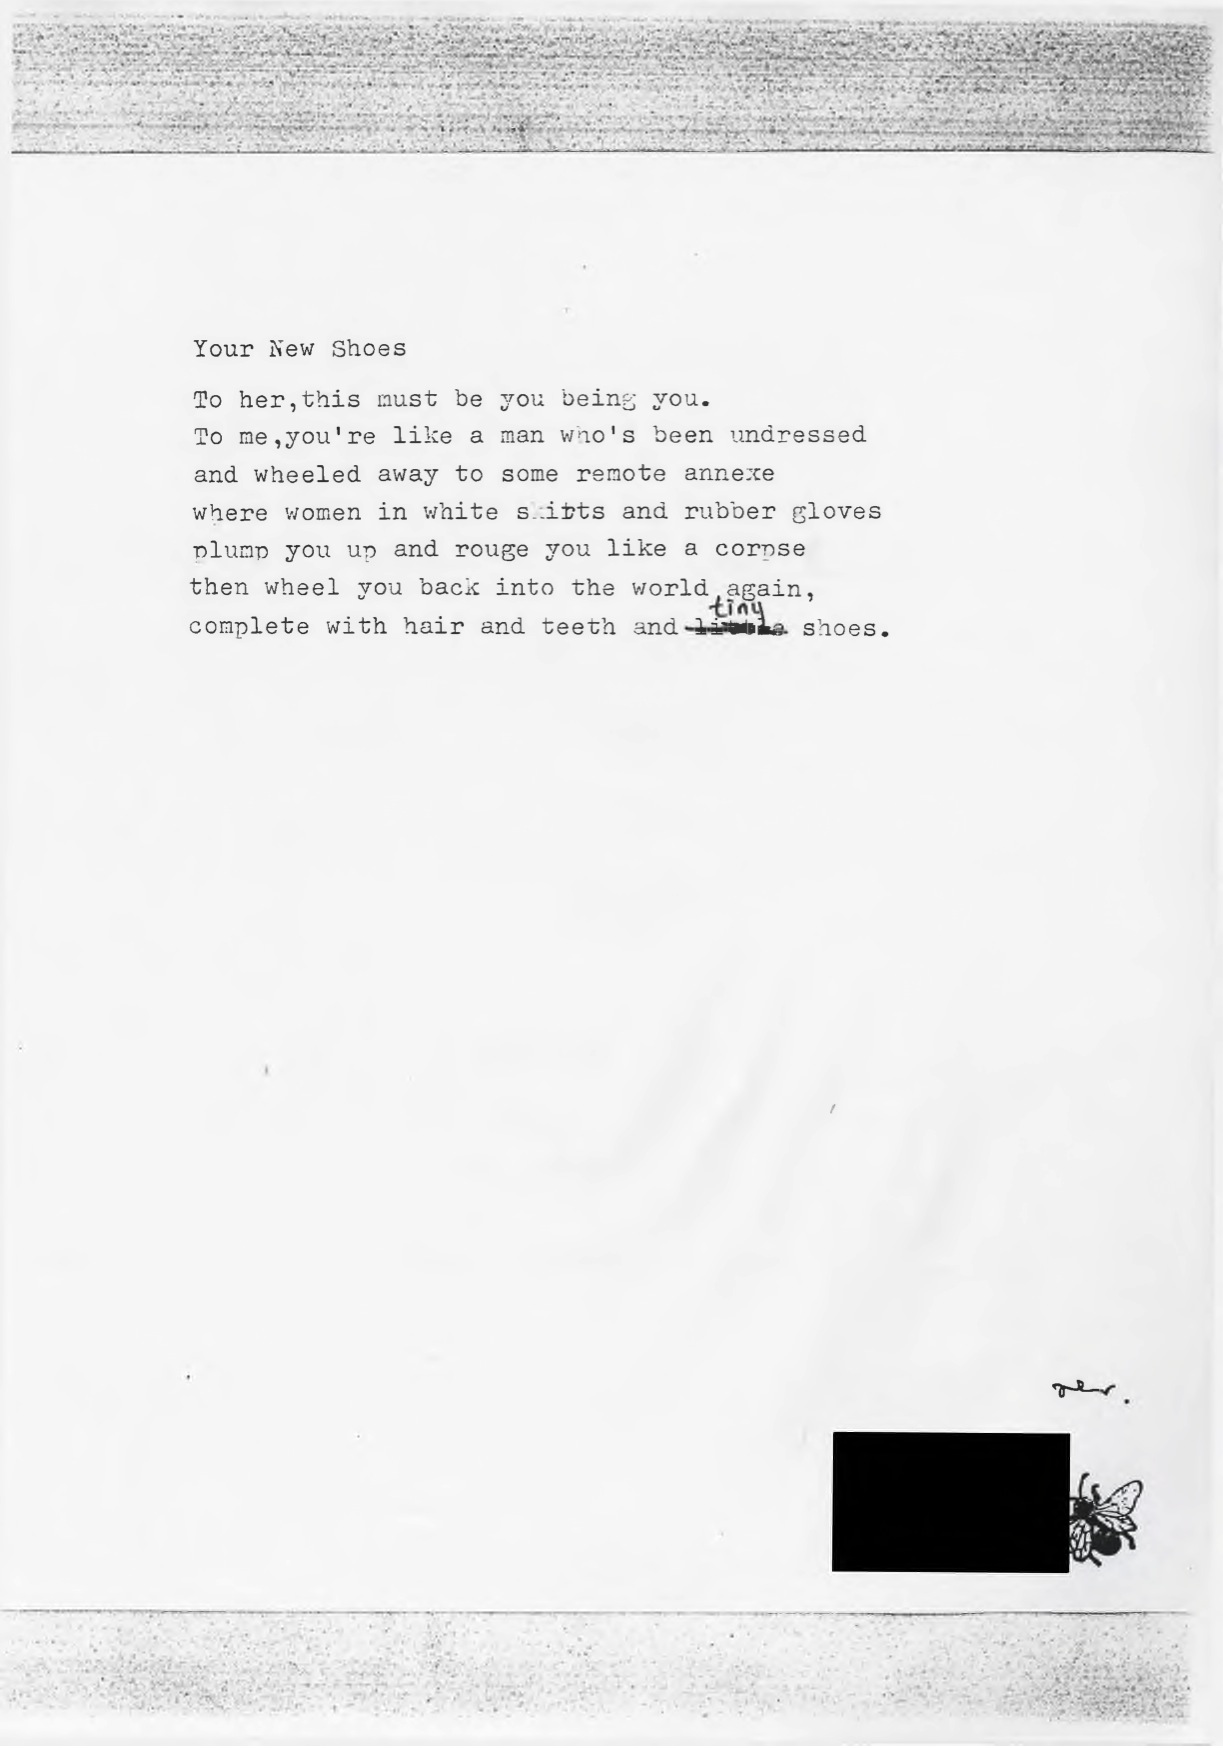 Your New Shoes
To her,this must be you being you.
To me,you're like a man who's been undressed
and wheeled away to some remote annexe
where women in white and rubber gloves
plump you up and rouge you like a corpse
then wheel you back into the world again,
tiny
complete with hair and teeth and little shoes.